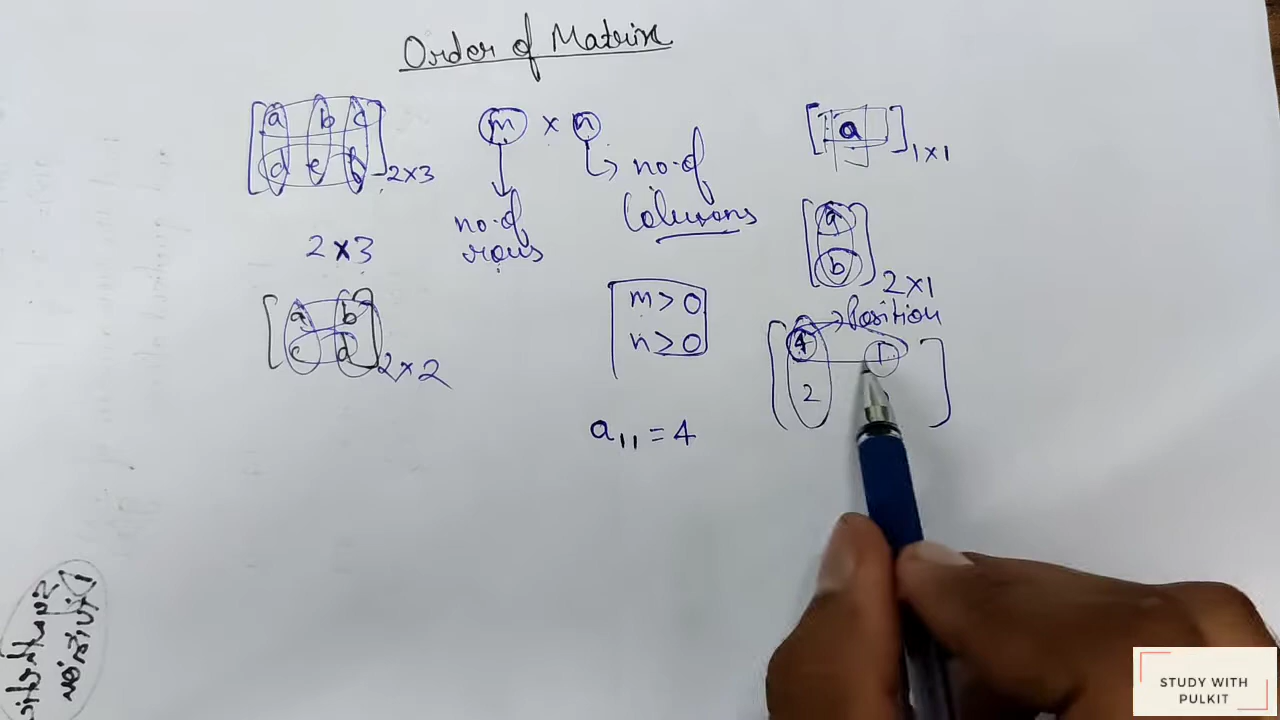 Order of Matrix
[a b c
d e b] 2×3
m × n
no. of rows
no. of Columns
2×3
[a b
c d] 2×2
m > 0
n ≥ 0
a₁₁ = 4
[a] 1×1
[a
b] 2×1
Position
[4 1
2 ]
STUDY WITH
PULKIT